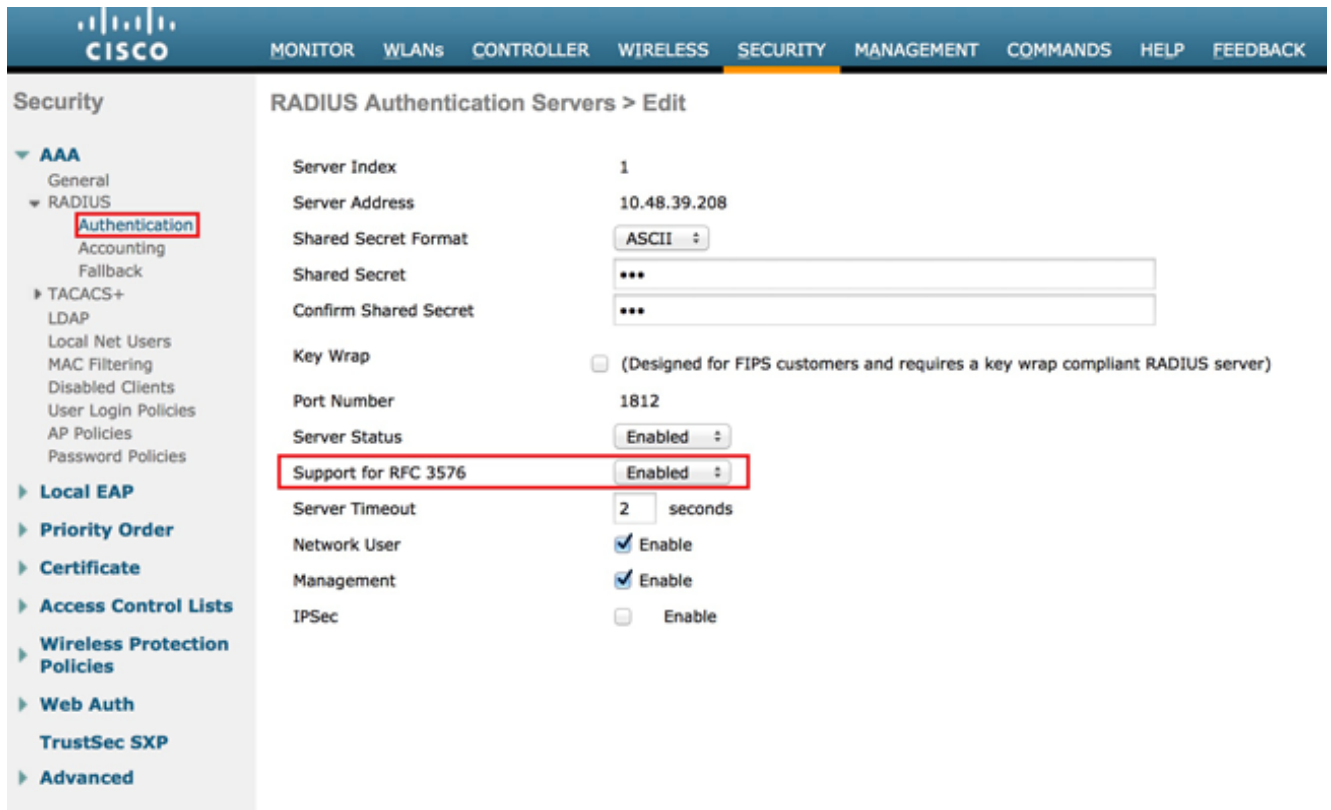 CISCO
MONITOR WLANs CONTROLLER WIRELESS SECURITY MANAGEMENT COMMANDS HELP FEEDBACK
Security
AAA
General
RADIUS
Authentication
Accounting
Fallback
TACACS+
LDAP
Local Net Users
MAC Filtering
Disabled Clients
User Login Policies
AP Policies
Password Policies
Local EAP
Priority Order
Certificate
Access Control Lists
Wireless Protection
Policies
Web Auth
TrustSec SXP
Advanced
RADIUS Authentication Servers > Edit
Server Index 1
Server Address 10.48.39.208
Shared Secret Format ASCII
Shared Secret •••
Confirm Shared Secret •••
Key Wrap (Designed for FIPS customers and requires a key wrap compliant RADIUS server)
Port Number 1812
Server Status Enabled
Support for RFC 3576 Enabled
Server Timeout 2 seconds
Network User Enable
Management Enable
IPSec Enable